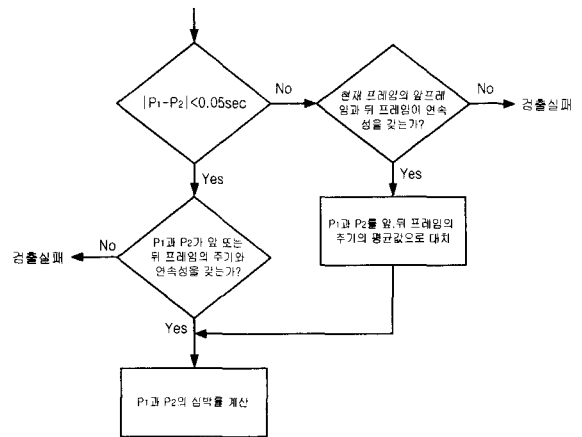 |P1-P2|<0.05sec
No
현재 프레임의 앞프레
임과 뒤 프레임이 연속
성을 갖는가?
No
검출실패
Yes
Yes
P1과 P2를 앞,뒤 프레임의
주기의 평균값으로 대치
P1과 P2가 앞 또는
뒤 프레임의 주기와
연속성을 갖는가?
No
검출실패
Yes
P1과 P2의 심박률 계산